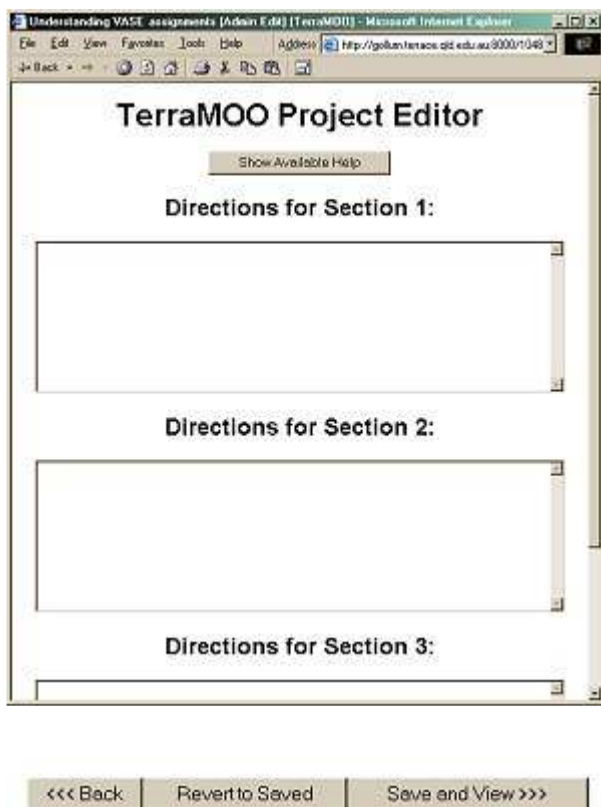 Understanding VASE assignments [Admin Edit] [TerraMOO] - Microsoft Internet Explorer
File Edit View Favorites Tools Help Address
Back
TerraMOO Project Editor
Show Available Help
Directions for Section 1:
Directions for Section 2:
Directions for Section 3:
<<< Back Revert to Saved Save and View >>>